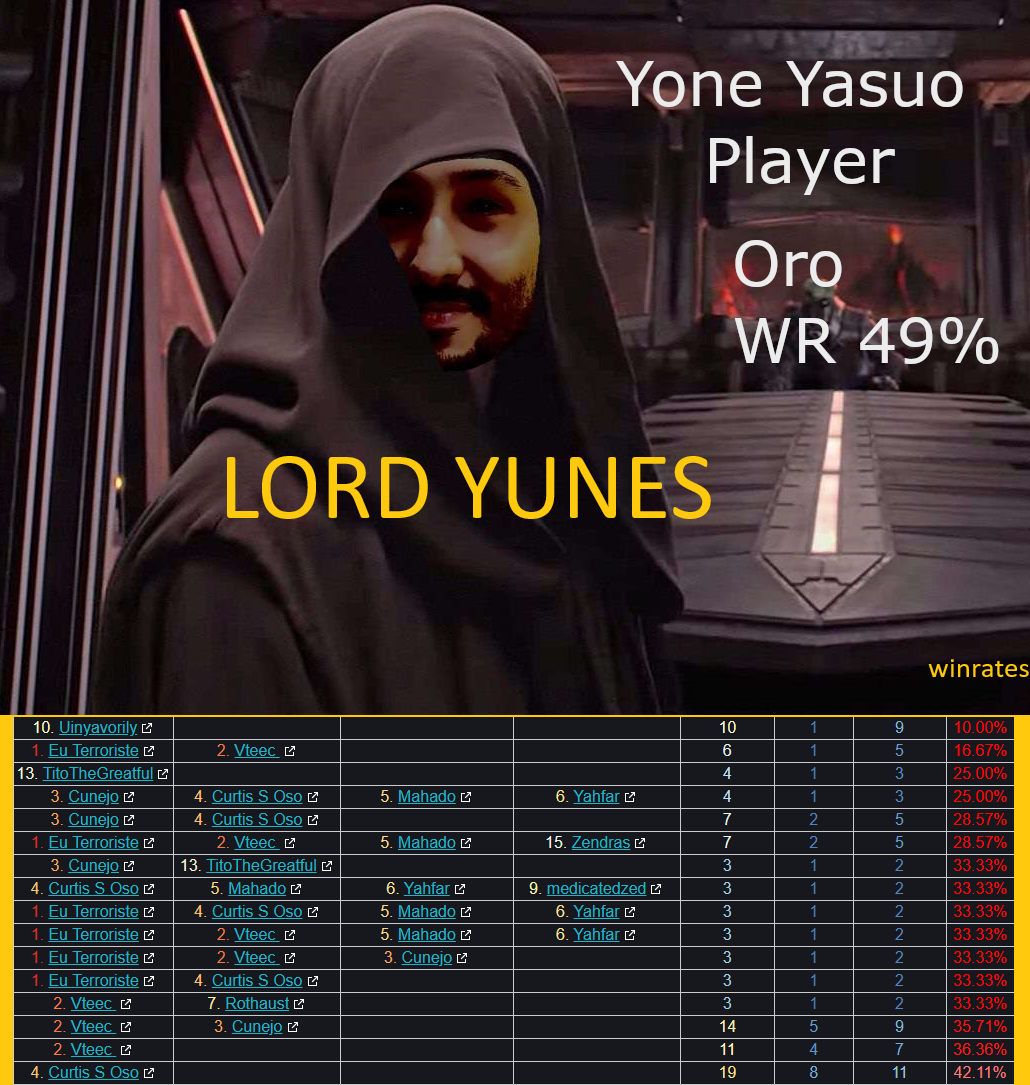 Yone Yasuo
Player
Oro
WR 49%
LORD YUNES
winrates
10. Uinyavorily 10 1 9 10.00%
1. Eu Terroriste 2. Vteec 6 1 5 16.67%
13. TitoTheGreatful 4 1 3 25.00%
3. Cunejo 4. Curtis S Oso 5. Mahado 6. Yahfar 4 1 3 25.00%
3. Cunejo 4. Curtis S Oso 7 2 5 28.57%
1. Eu Terroriste 2. Vteec 5. Mahado 15. Zendras 7 2 5 28.57%
3. Cunejo 13. TitoTheGreatful 3 1 2 33.33%
4. Curtis S Oso 5. Mahado 6. Yahfar 9. medicatedzed 3 1 2 33.33%
1. Eu Terroriste 4. Curtis S Oso 5. Mahado 6. Yahfar 3 1 2 33.33%
1. Eu Terroriste 2. Vteec 5. Mahado 6. Yahfar 3 1 2 33.33%
1. Eu Terroriste 2. Vteec 3. Cunejo 3 1 2 33.33%
1. Eu Terroriste 4. Curtis S Oso 3 1 2 33.33%
2. Vteec 7. Rothaust 3 1 2 33.33%
2. Vteec 3. Cunejo 14 5 9 35.71%
2. Vteec 11 4 7 36.36%
4. Curtis S Oso 19 8 11 42.11%